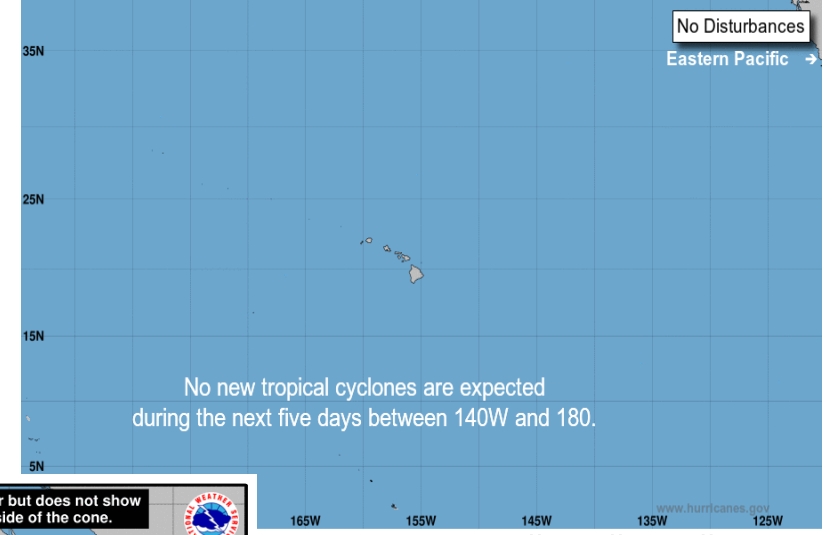 No Disturbances
35N
Eastern Pacific
25N
15N
No new tropical cyclones are expected
during the next five days between 140W and 180.
5N
but does not show
side of the cone.
WEATHER
www.hurricanes.gov
165W
155W
145W
135W
125W